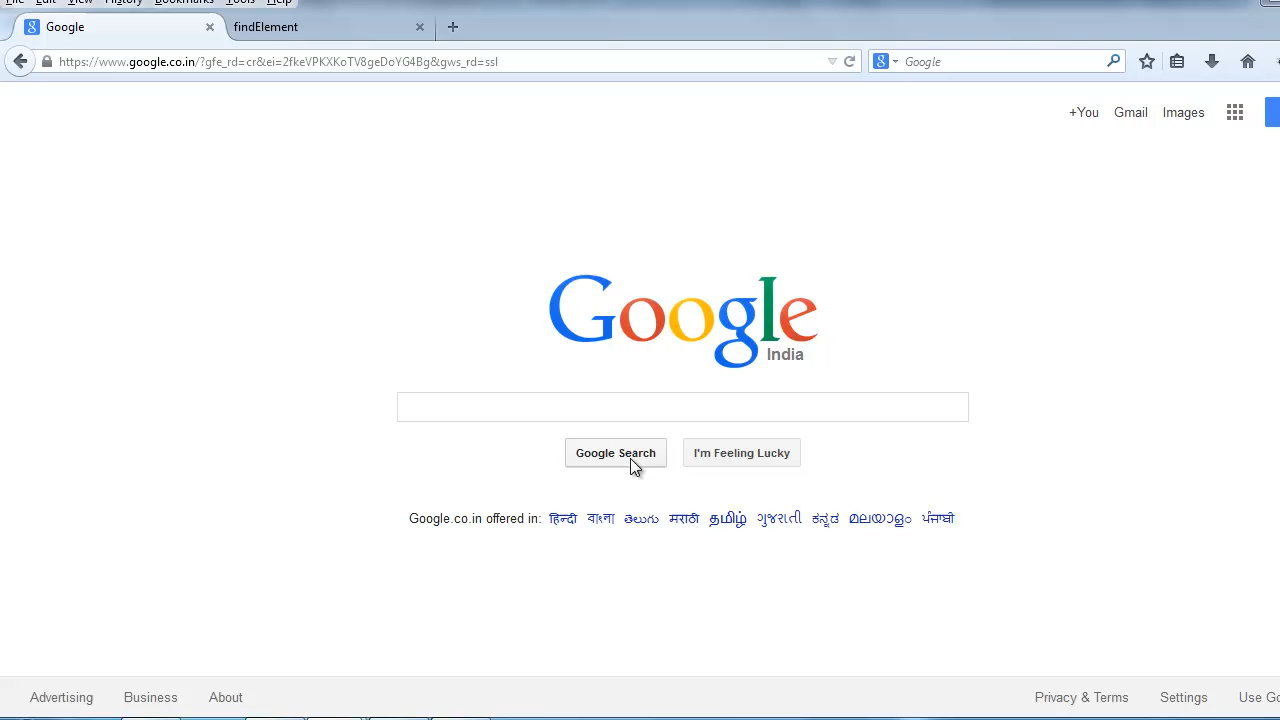 File Edit View History Bookmarks Tools Help
Google findElement
https://www.google.co.in/?gfe_rd=cr&ei=2fkeVPKXKoTV8geDoYG4Bg&gws_rd=ssl Google
+You Gmail Images
Google
India
Google Search I'm Feeling Lucky
Google.co.in offered in: हिन्दी বাংলা తెలుగు मराठी தமிழ் ગુજરાતી ಕನ್ನಡ മലയാളം ਪੰਜਾਬੀ
Advertising Business About Privacy & Terms Settings Use Go